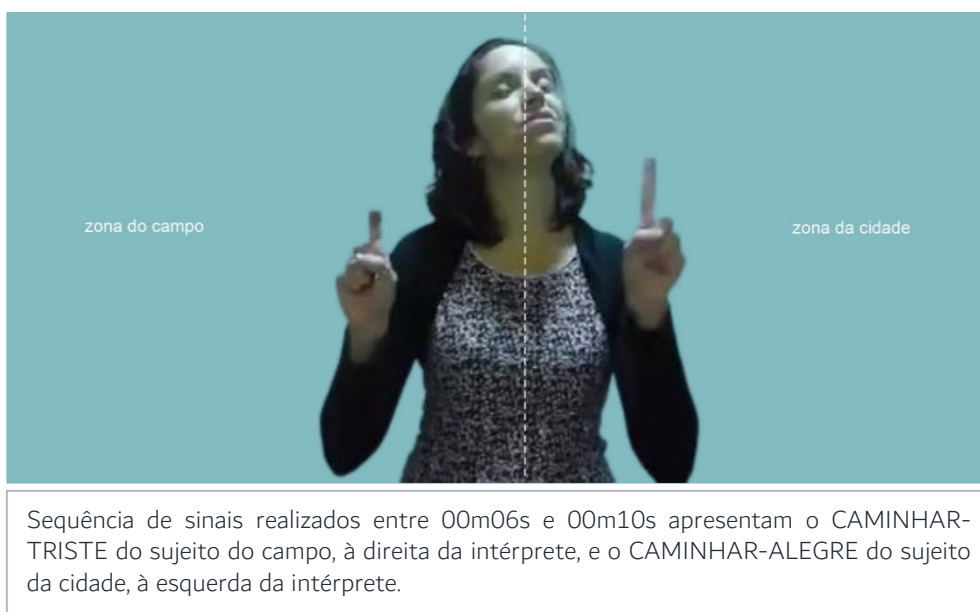 zona do campo
zona da cidade
Sequência de sinais realizados entre 00m06s e 00m10s apresentam o CAMINHAR-
TRISTE do sujeito do campo, à direita da intérprete, e o CAMINHAR-ALEGRE do sujeito
da cidade, à esquerda da intérprete.